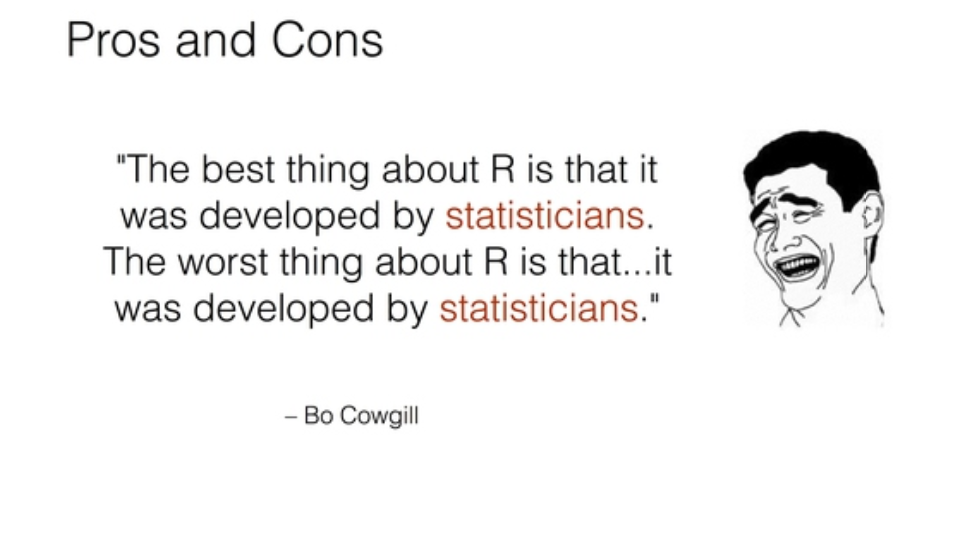 Pros and Cons
"The best thing about R is that it
was developed by statisticians.
The worst thing about R is that...it
was developed by statisticians."
– Bo Cowgill